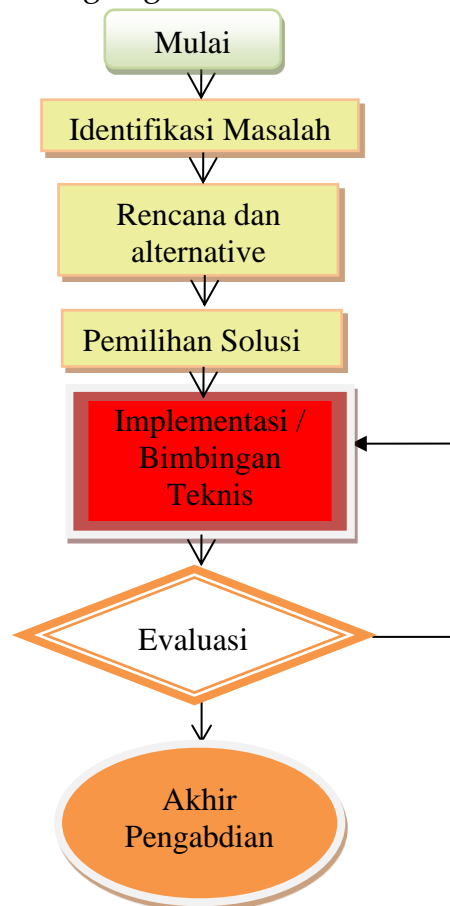 Mulai
Identifikasi Masalah
Rencana dan
alternative
Pemilihan Solusi
Implementasi /
Bimbingan
Teknis
Evaluasi
Akhir
Pengabdian